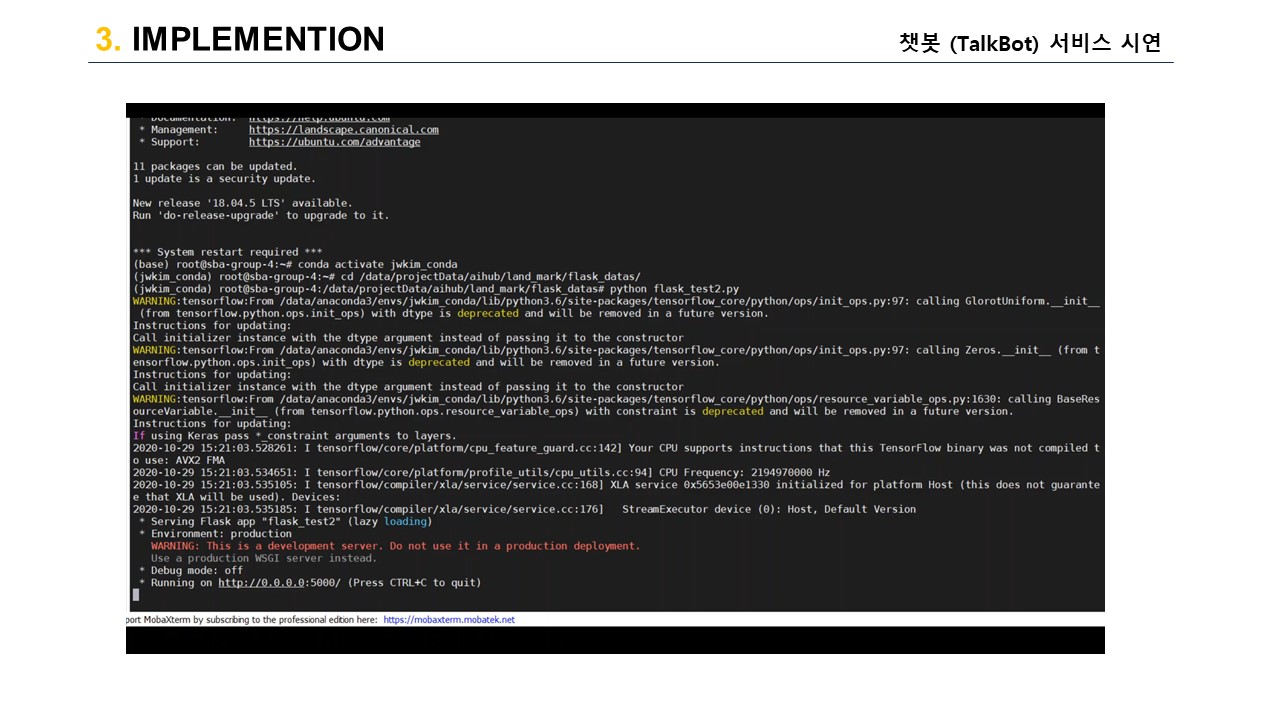 3. IMPLEMENTION
챗봇 (TalkBot) 서비스 시연
* Documentation: https://help.ubuntu.com
* Management: https://landscape.canonical.com
* Support: https://ubuntu.com/advantage
11 packages can be updated.
1 update is a security update.
New release '18.04.5 LTS' available.
Run 'do-release-upgrade' to upgrade to it.
*** System restart required ***
(base) root@sba-group-4:~# conda activate jwkim_conda
(jwkim_conda) root@sba-group-4:~# cd /data/projectData/aihub/land_mark/flask_datas/
(jwkim_conda) root@sba-group-4:/data/projectData/aihub/land_mark/flask_datas# python flask_test2.py
WARNING:tensorflow:From /data/anaconda3/envs/jwkim_conda/lib/python3.6/site-packages/tensorflow_core/python/ops/init_ops.py:97: calling GlorotUniform.__init__
(from tensorflow.python.ops.init_ops) with dtype is deprecated and will be removed in a future version.
Instructions for updating:
Call initializer instance with the dtype argument instead of passing it to the constructor
WARNING:tensorflow:From /data/anaconda3/envs/jwkim_conda/lib/python3.6/site-packages/tensorflow_core/python/ops/init_ops.py:97: calling Zeros.__init__ (from t
ensorflow.python.ops.init_ops) with dtype is deprecated and will be removed in a future version.
Instructions for updating:
Call initializer instance with the dtype argument instead of passing it to the constructor
WARNING:tensorflow:From /data/anaconda3/envs/jwkim_conda/lib/python3.6/site-packages/tensorflow_core/python/ops/resource_variable_ops.py:1630: calling BaseRes
ourceVariable.__init__ (from tensorflow.python.ops.resource_variable_ops) with constraint is deprecated and will be removed in a future version.
Instructions for updating:
If using Keras pass *_constraint arguments to layers.
2020-10-29 15:21:03.528261: I tensorflow/core/platform/cpu_feature_guard.cc:142] Your CPU supports instructions that this TensorFlow binary was not compiled t
o use: AVX2 FMA
2020-10-29 15:21:03.534651: I tensorflow/core/platform/profile_utils/cpu_utils.cc:94] CPU Frequency: 2194970000 Hz
2020-10-29 15:21:03.535105: I tensorflow/compiler/xla/service/service.cc:168] XLA service 0x5653e00e1330 initialized for platform Host (this does not guarante
e that XLA will be used). Devices:
2020-10-29 15:21:03.535185: I tensorflow/compiler/xla/service/service.cc:176] StreamExecutor device (0): Host, Default Version
* Serving Flask app "flask_test2" (lazy loading)
* Environment: production
WARNING: This is a development server. Do not use it in a production deployment.
Use a production WSGI server instead.
* Debug mode: off
* Running on http://0.0.0.0:5000/ (Press CTRL+C to quit)
port MobaXterm by subscribing to the professional edition here: https://mobaxterm.mobatek.net